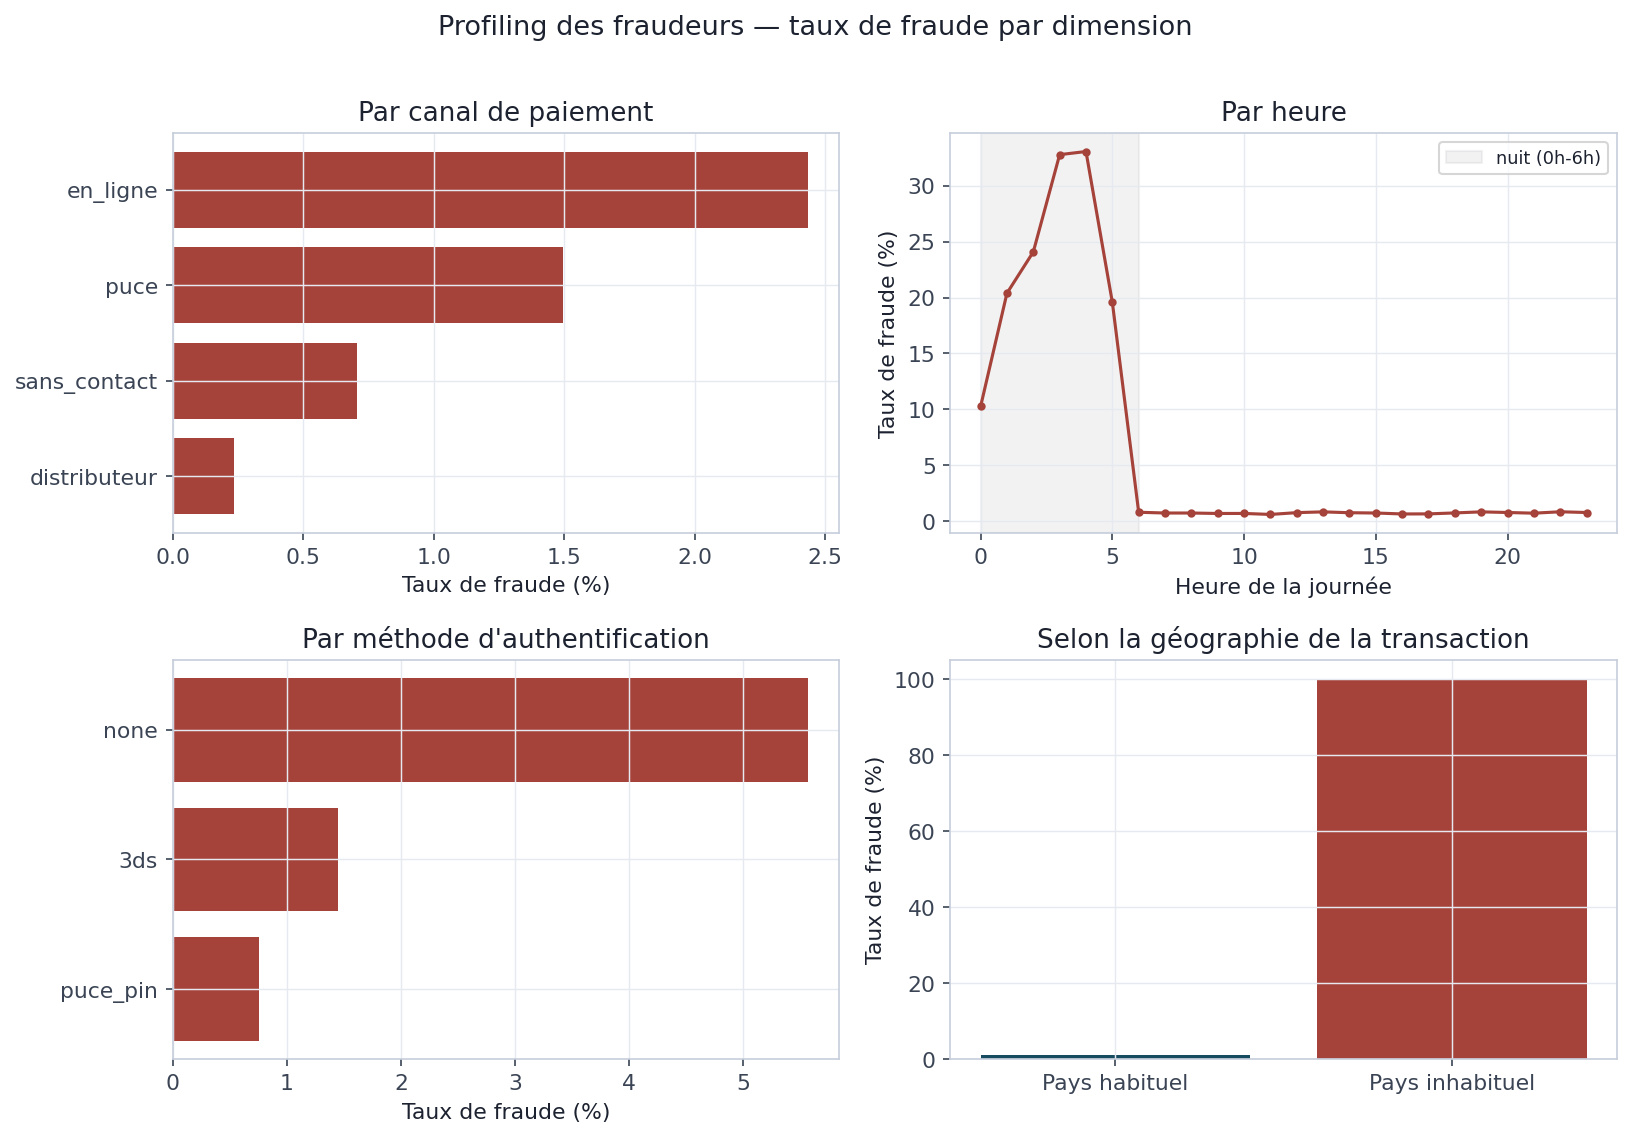 Profiling des fraudeurs — taux de fraude par dimension
Par canal de paiement
en_ligne
puce
sans_contact
distributeur
0.0 0.5 1.0 1.5 2.0 2.5
Taux de fraude (%)
Par heure
nuit (0h-6h)
Taux de fraude (%)
30
25
20
15
10
5
0
0 5 10 15 20
Heure de la journée
Par méthode d'authentification
none
3ds
puce_pin
0 1 2 3 4 5
Taux de fraude (%)
Selon la géographie de la transaction
Taux de fraude (%)
100
80
60
40
20
0
Pays habituel Pays inhabituel